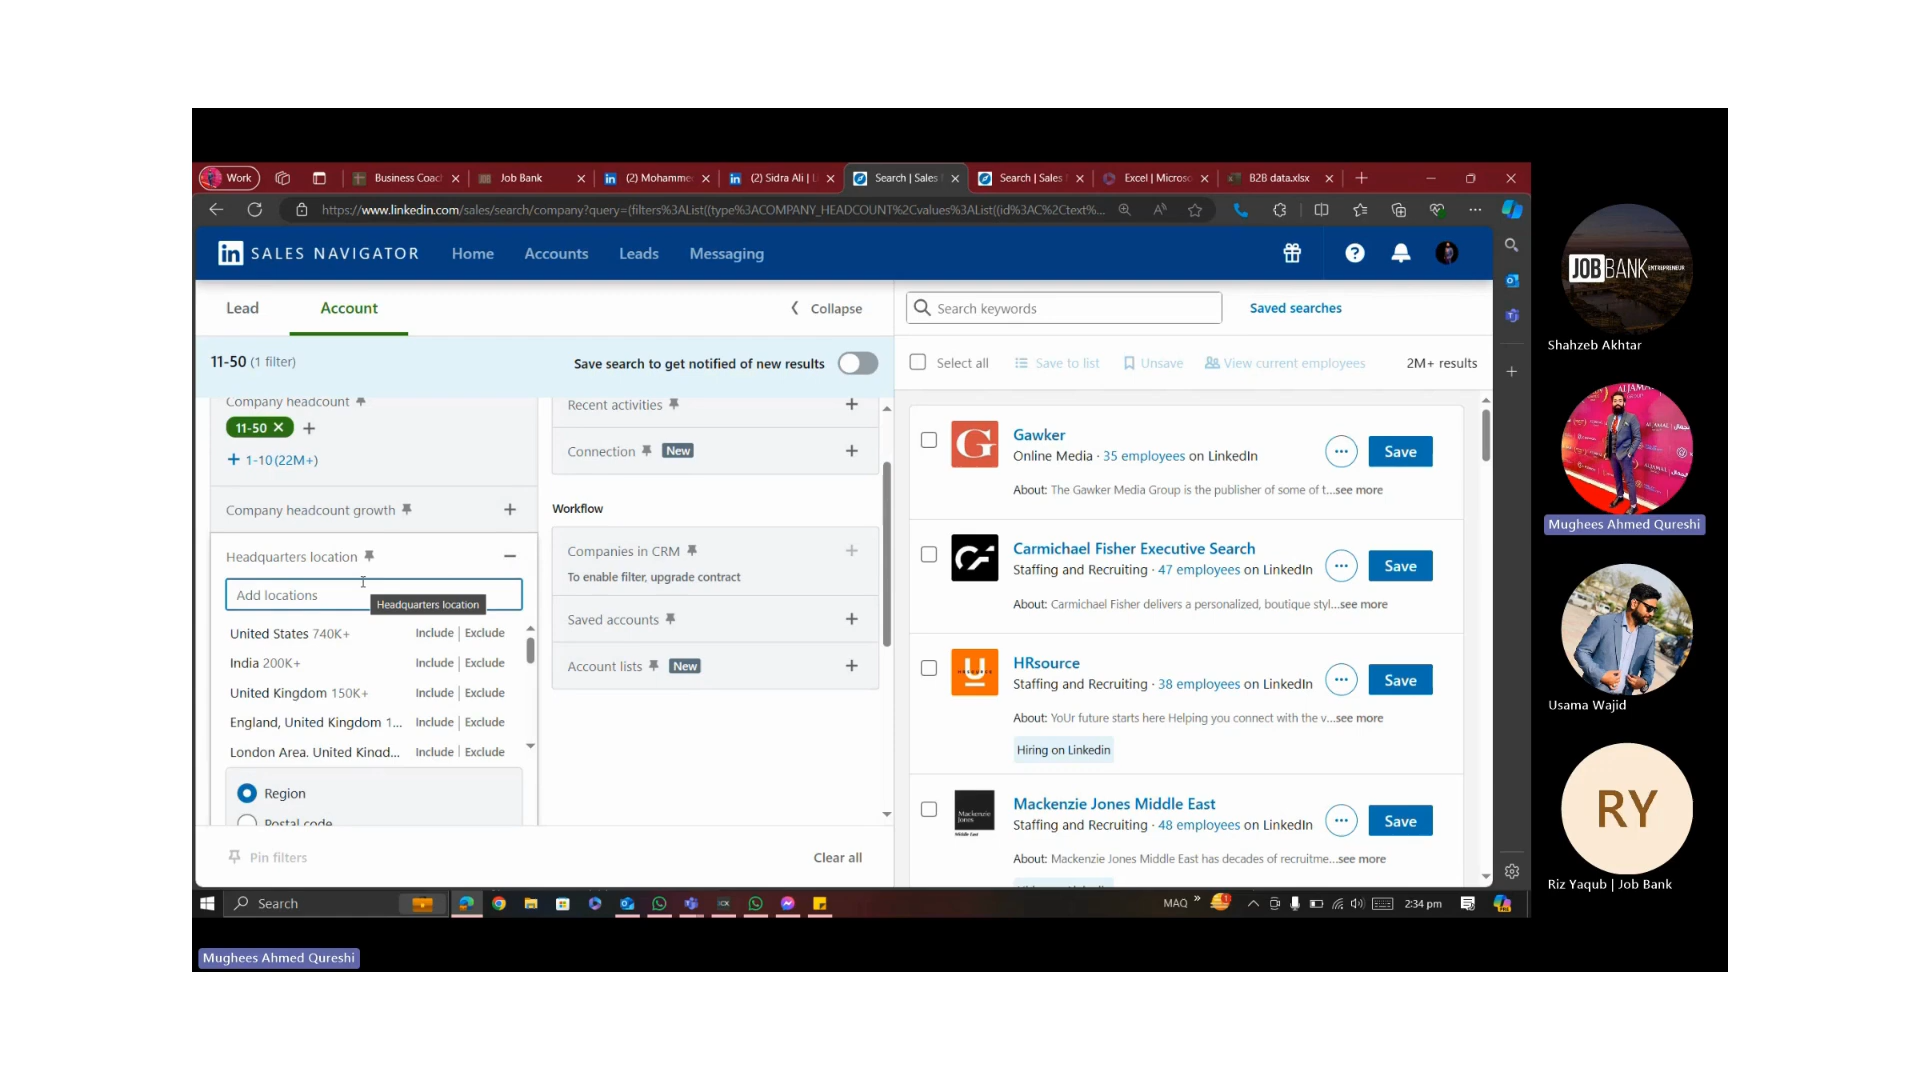 Work
Business Coac
Job Bank
(2) Mohamme
(2) Sidra Ali | L
Search | Sales
Search | Sales
Excel | Microso
B2B data.xlsx
https://www.linkedin.com/sales/search/company?query=(filters%3AList((type%3ACOMPANY_HEADCOUNT%2Cvalues%3AList((id%3AC%2Ctext%...
in SALES NAVIGATOR
Home
Accounts
Leads
Messaging
Lead
Account
Collapse
Search keywords
Saved searches
11-50 (1 filter)
Save search to get notified of new results
Select all
Save to list
Unsave
View current employees
2M+ results
Company headcount
11-50
+ 1-10 (22M+)
Company headcount growth
Headquarters location
Add locations
Headquarters location
United States 740K+ Include | Exclude
India 200K+ Include | Exclude
United Kingdom 150K+ Include | Exclude
England, United Kingdom 1... Include | Exclude
London Area, United Kingd... Include | Exclude
Region
Postal code
Pin filters
Clear all
Recent activities
Connection New
Workflow
Companies in CRM
To enable filter, upgrade contract
Saved accounts
Account lists New
Gawker
Online Media · 35 employees on LinkedIn
About: The Gawker Media Group is the publisher of some of t...see more
Save
Carmichael Fisher Executive Search
Staffing and Recruiting · 47 employees on LinkedIn
About: Carmichael Fisher delivers a personalized, boutique styl...see more
Save
HRsource
Staffing and Recruiting · 38 employees on LinkedIn
About: YoUr future starts here Helping you connect with the v...see more
Hiring on Linkedin
Save
Mackenzie Jones Middle East
Staffing and Recruiting · 48 employees on LinkedIn
About: Mackenzie Jones Middle East has decades of recruitme...see more
Save
Mackenzie
Jones
Middle East
Search
MAQ
2:34 pm
JOB BANK ENTREPRENEUR
Shahzeb Akhtar
Mughees Ahmed Qureshi
Usama Wajid
RY
Riz Yaqub | Job Bank
Mughees Ahmed Qureshi